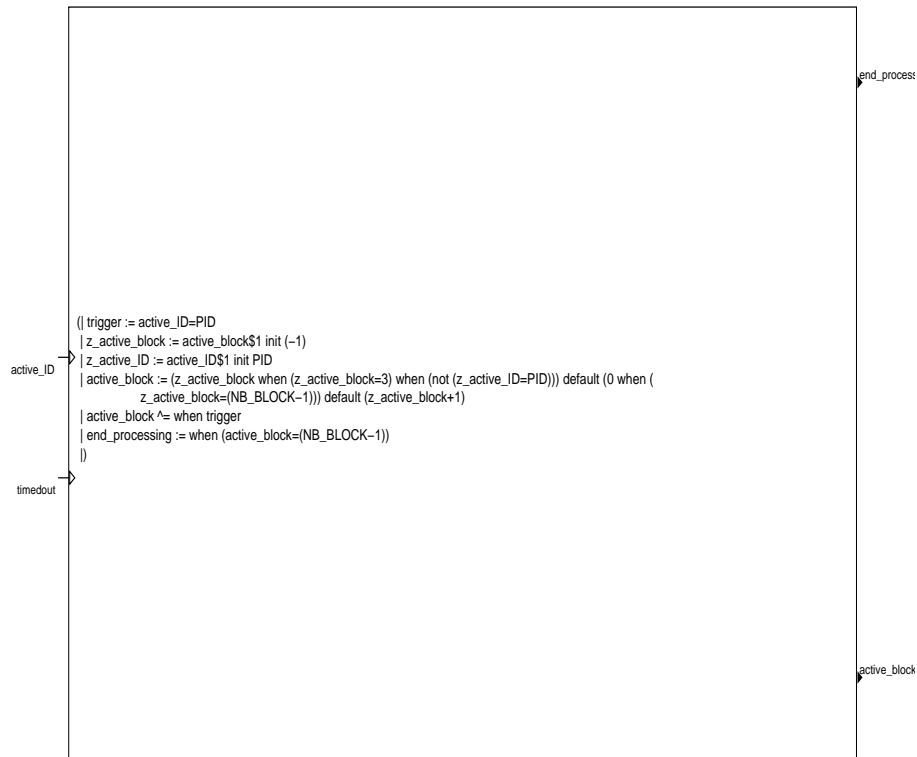 end_process
(| trigger := active_ID=PID
| z_active_block := active_block$1 init (−1)
active_ID
| z_active_ID := active_ID$1 init PID
| active_block := (z_active_block when (z_active_block=3) when (not (z_active_ID=PID))) default (0 when (
z_active_block=(NB_BLOCK−1))) default (z_active_block+1)
| active_block ^= when trigger
| end_processing := when (active_block=(NB_BLOCK−1))
|)
timedout
active_block